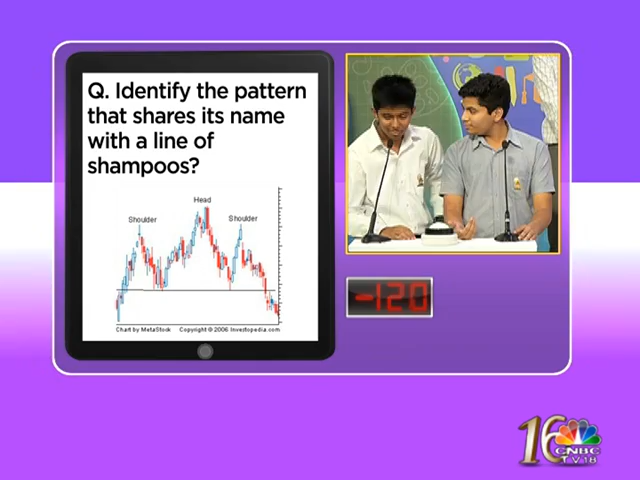 Q. Identify the pattern
that shares its name
with a line of
shampoos?
Head
Shoulder
Shoulder
Chart by MetaStock Copyright © 2006 Investopedia.com
-120
16
CNBC
TV18